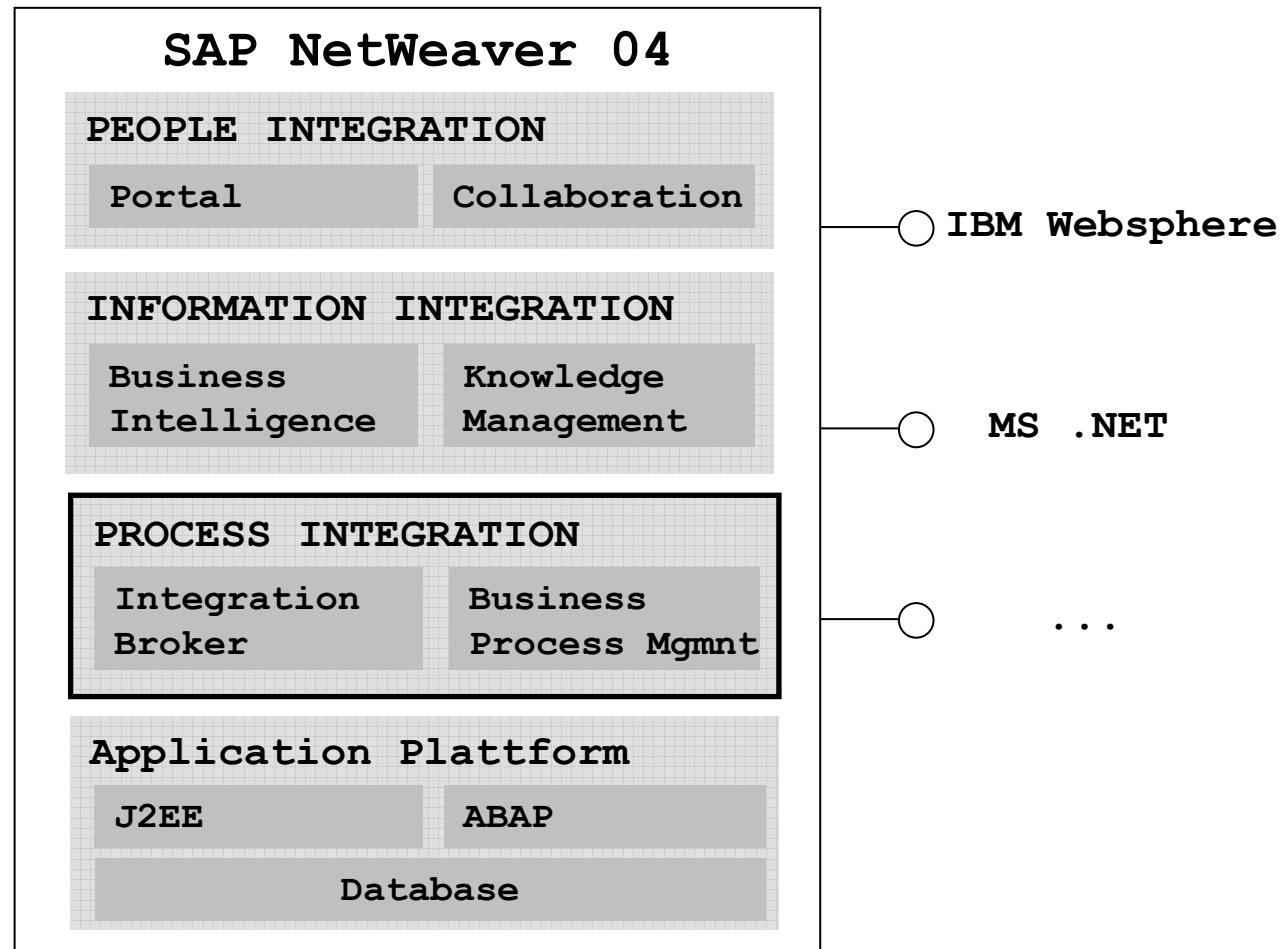 SAP NetWeaver 04
PEOPLE INTEGRATION
Portal
Collaboration
IBM Websphere
INFORMATION INTEGRATION
Business
Intelligence
Knowledge
Management
MS .NET
PROCESS INTEGRATION
Integration
Broker
Business
Process Mgmnt
...
Application Plattform
J2EE
ABAP
Database